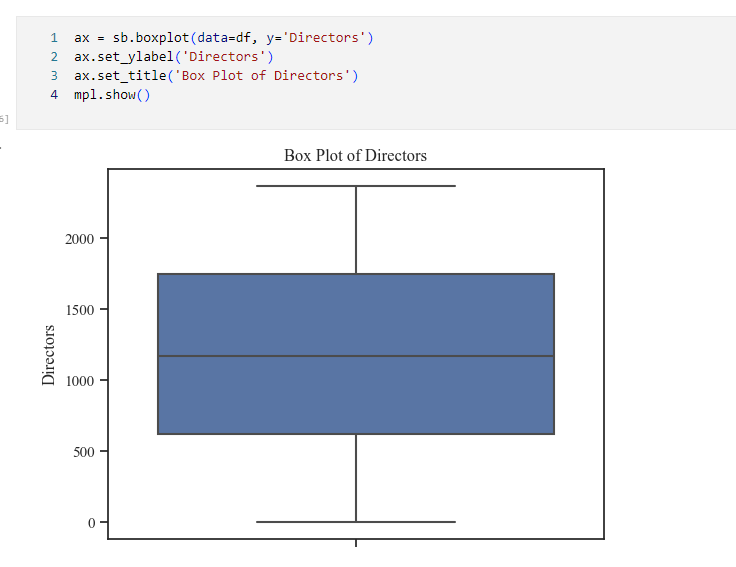 1 ax = sb.boxplot(data=df, y='Directors')
2 ax.set_ylabel('Directors')
3 ax.set_title('Box Plot of Directors')
4 mpl.show()
6]
Box Plot of Directors
2000
1500
1000
500
0
Directors